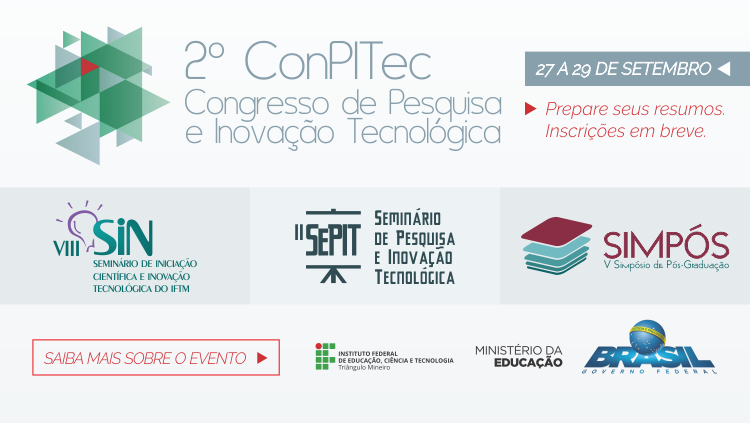 2º ConPITec
Congresso de Pesquisa
e Inovação Tecnológica
27 A 29 DE SETEMBRO
Prepare seus resumos.
Inscrições em breve.
VIII SiN
SEMINÁRIO DE INICIAÇÃO
CIENTÍFICA E INOVAÇÃO
TECNOLÓGICA DO IFTM
II SEPIT
SEMINÁRIO
DE PESQUISA
E INOVAÇÃO
TECNOLÓGICA
SIMPÓS
V Simpósio de Pós-Graduação
SAIBA MAIS SOBRE O EVENTO
INSTITUTO FEDERAL
DE EDUCAÇÃO, CIÊNCIA E TECNOLOGIA
Triângulo Mineiro
MINISTÉRIO DA
EDUCAÇÃO
BRASIL
GOVERNO FEDERAL